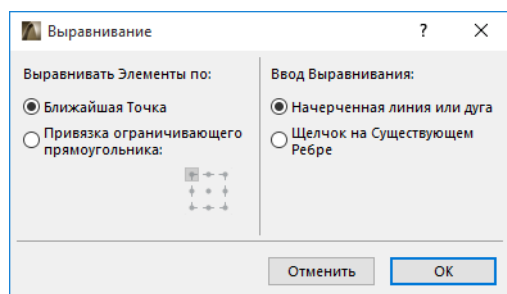 Выравнивание
?
Выравнивать Элементы по:
Ближайшая Точка
Привязка ограничивающего
прямоугольника:
Ввод Выравнивания:
Начерченная линия или дуга
Щелчок на Существующем
Ребре
Отменить
ОК